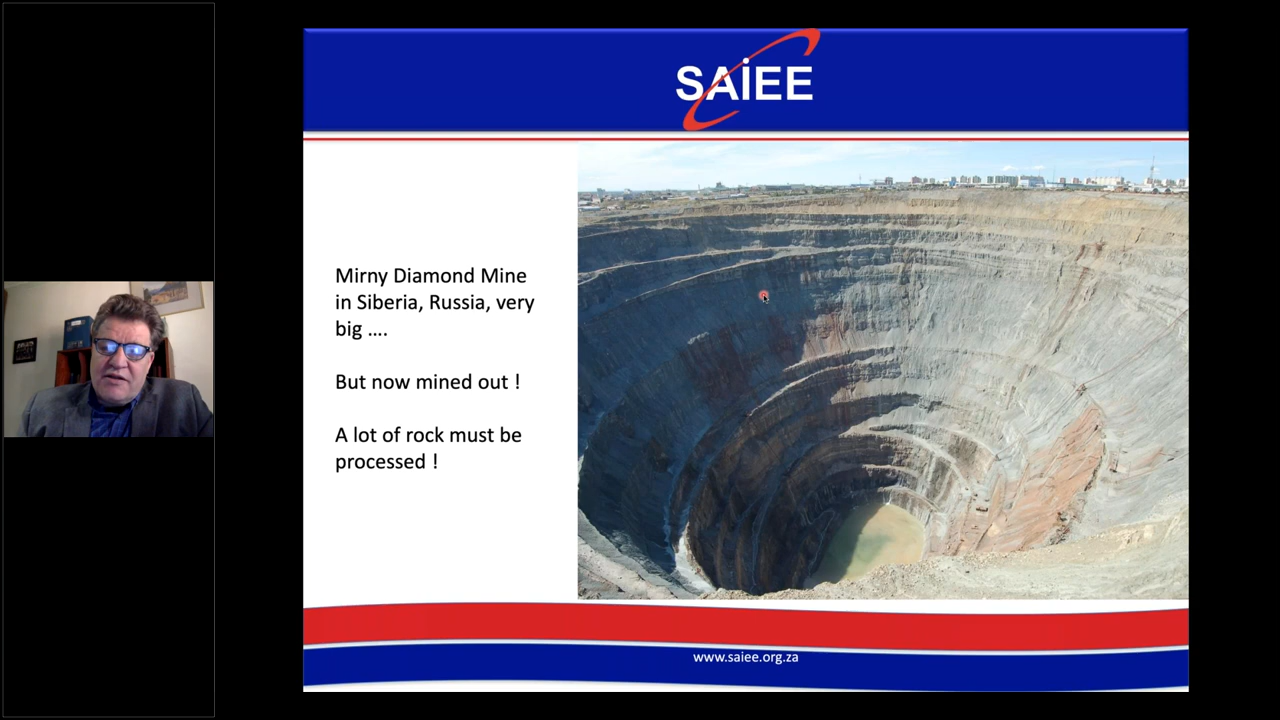 SAIEE
Mirny Diamond Mine
in Siberia, Russia, very
big ....
But now mined out !
A lot of rock must be
processed !
www.saiee.org.za